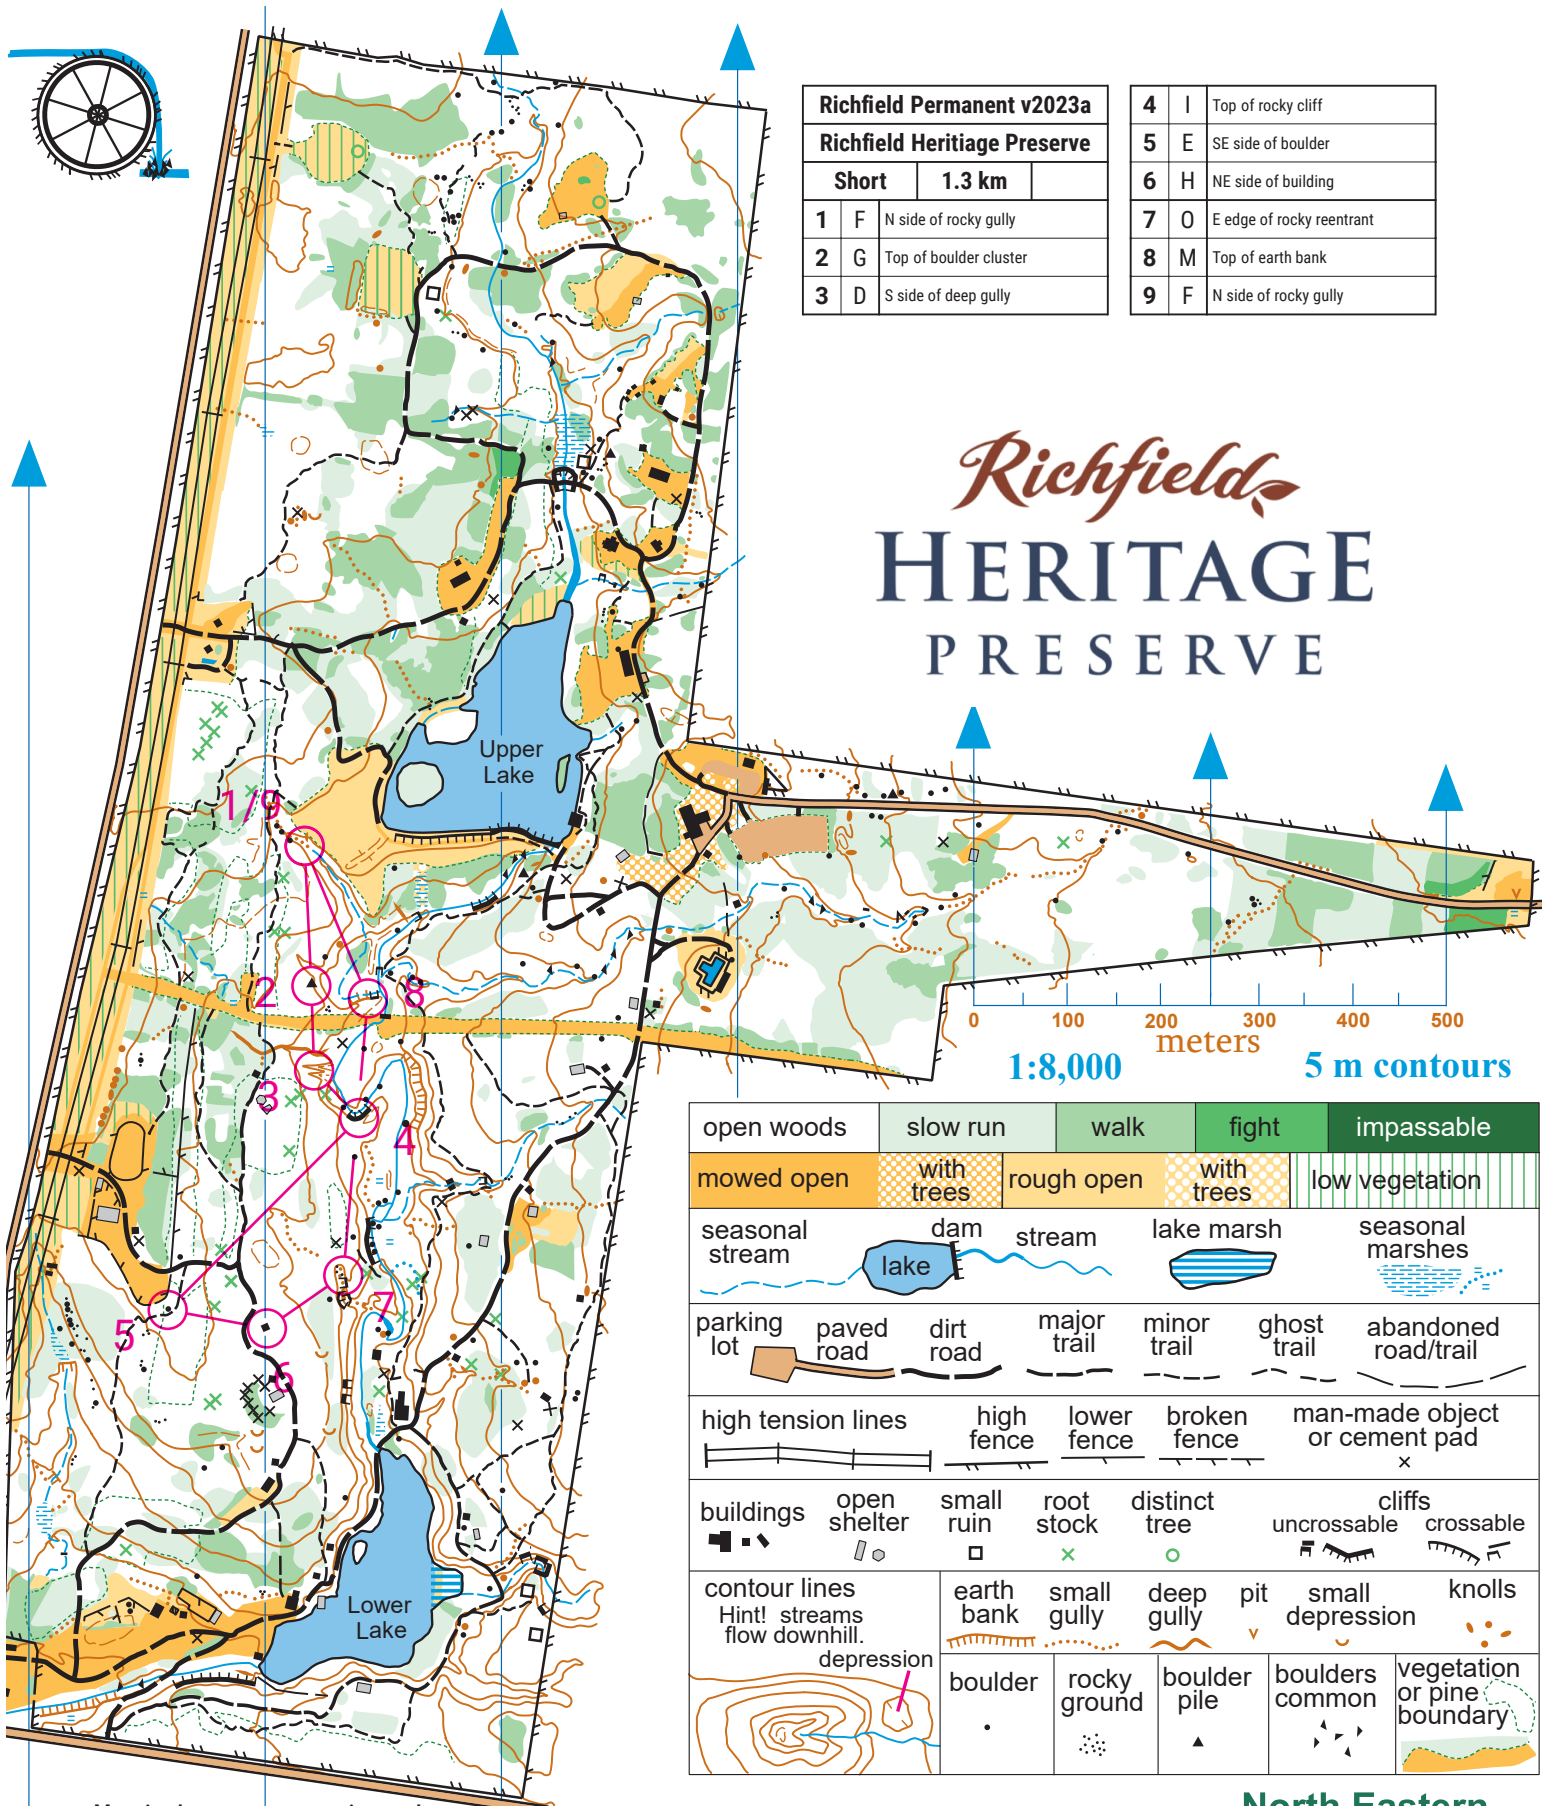 Richfield Permanent v2023a
Richfield Heritage Preserve
Short 1.3 km
1 F N side of rocky gully
2 G Top of boulder cluster
3 D S side of deep gully
4 I Top of rocky cliff
5 E SE side of boulder
6 H NE side of building
7 O E edge of rocky reentrant
8 M Top of earth bank
9 F N side of rocky gully
Richfield
HERITAGE
PRESERVE
Upper
Lake
1/9
2
8
3
4
5
6
7
Lower
Lake
0 100 200 300 400 500
meters
1:8,000
5 m contours
open woods slow run walk fight impassable
mowed open with trees rough open with trees low vegetation
seasonal stream
lake
dam
stream
lake marsh
seasonal marshes
parking lot
paved road
dirt road
major trail
minor trail
ghost trail
abandoned road/trail
high tension lines
high fence
lower fence
broken fence
man-made object or cement pad
buildings
open shelter
small ruin
root stock
distinct tree
cliffs
uncrossable crossable
contour lines
Hint! streams
flow downhill.
depression
earth bank
small gully
deep gully
pit
small depression
knolls
boulder
rocky ground
boulder pile
boulders common
vegetation or pine boundary
North Eastern